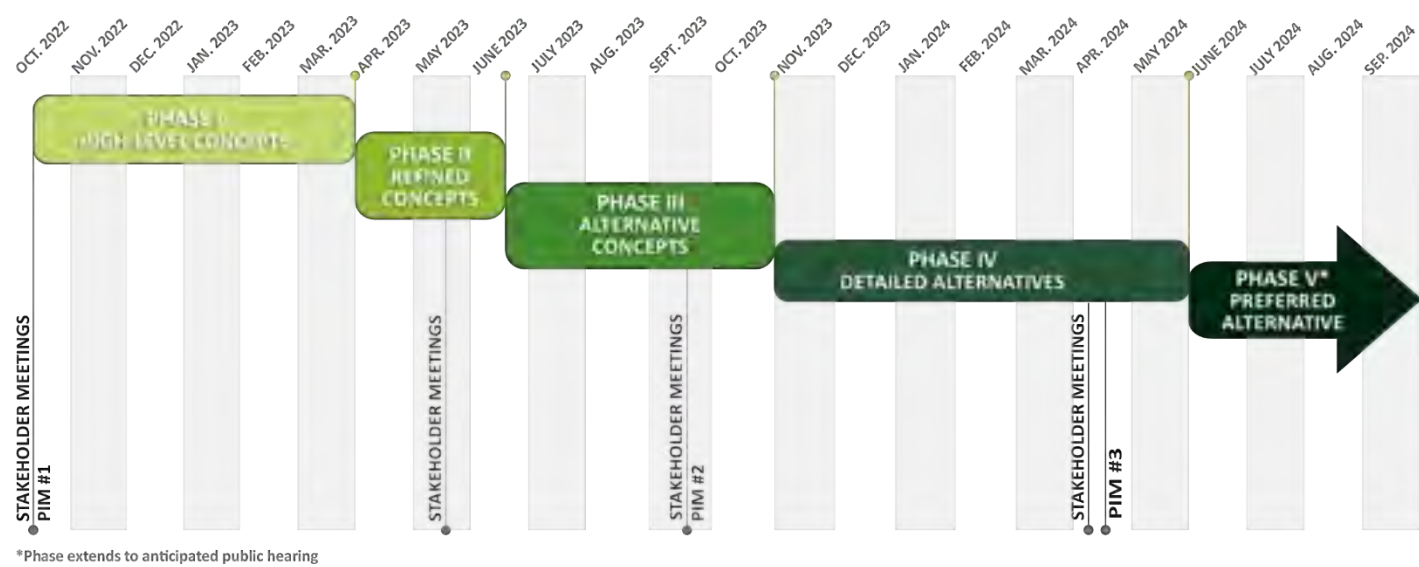 OCT. 2022
NOV. 2022
DEC. 2022
JAN. 2023
FEB. 2023
MAR. 2023
APR. 2023
MAY 2023
JUNE 2023
JULY 2023
AUG. 2023
SEPT. 2023
OCT. 2023
NOV. 2023
DEC. 2023
JAN. 2024
FEB. 2024
MAR. 2024
APR. 2024
MAY 2024
JUNE 2024
JULY 2024
AUG. 2024
SEP. 2024
PHASE I
HIGH-LEVEL CONCEPTS
PHASE II
REFINED
CONCEPTS
PHASE III
ALTERNATIVE
CONCEPTS
PHASE IV
DETAILED ALTERNATIVES
PHASE V*
PREFERRED
ALTERNATIVE
STAKEHOLDER MEETINGS
PIM #1
STAKEHOLDER MEETINGS
STAKEHOLDER MEETINGS
PIM #2
STAKEHOLDER MEETINGS
PIM #3
*Phase extends to anticipated public hearing